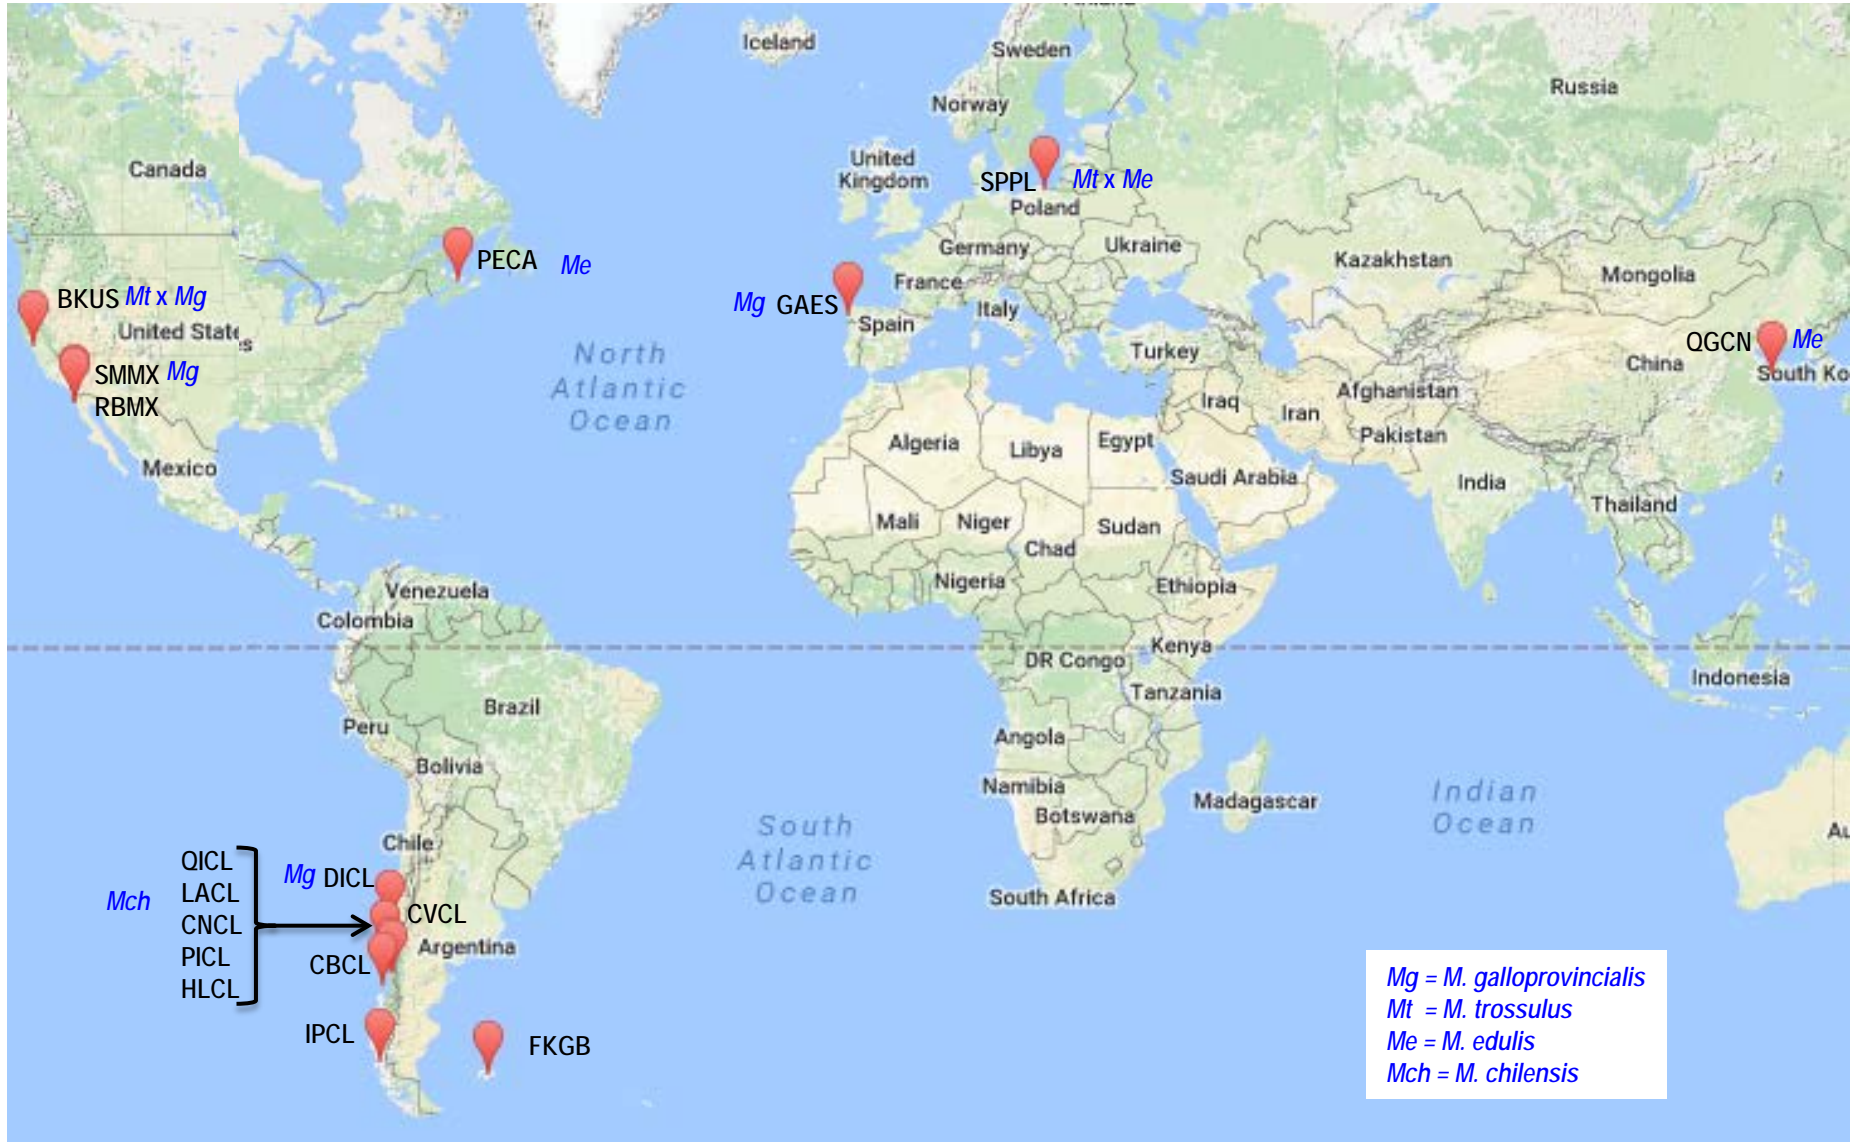 Iceland
Sweden
Norway
Russia
Canada
United
Kingdom
SPPL Mt x Me
Poland
PECA Me
Germany
Ukraine
Kazakhstan
Mongolia
France
BKUS Mt x Mg
United States
Mg GAES
Spain
Italy
Turkey
QGCN Me
China
South Ko
SMMX Mg
RBMX
North
Atlantic
Ocean
Iraq
Iran
Afghanistan
Pakistan
Algeria
Libya
Egypt
Saudi Arabia
India
Thailand
Mexico
Mali
Niger
Chad
Sudan
Nigeria
Ethiopia
Venezuela
Colombia
DR Congo
Kenya
Tanzania
Indonesia
Brazil
Peru
Bolivia
Angola
Namibia
Botswana
Madagascar
Indian
Ocean
South
Atlantic
Ocean
South Africa
Au
Chile
Mch
QICL
LACL
CNCL
PICL
HLCL
Mg DICL
CVCL
CBCL
Argentina
IPCL
FKGB
Mg = M. galloprovincialis
Mt = M. trossulus
Me = M. edulis
Mch = M. chilensis